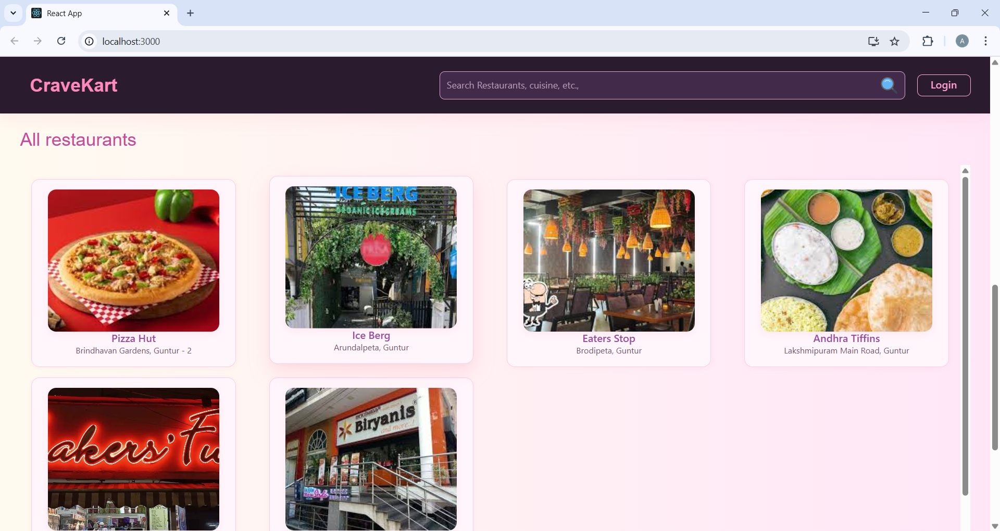 React App
localhost:3000
A
CraveKart
Search Restaurants, cuisine, etc.,
Login
All restaurants
ICE BERG
ORGANIC ICE CREAMS
Pizza Hut
Brindhavan Gardens, Guntur - 2
Ice Berg
Arundalpeta, Guntur
Eaters Stop
Brodipeta, Guntur
Andhra Tiffins
Lakshmipuram Main Road, Guntur
akers' Fu
Biryanis
and more..!